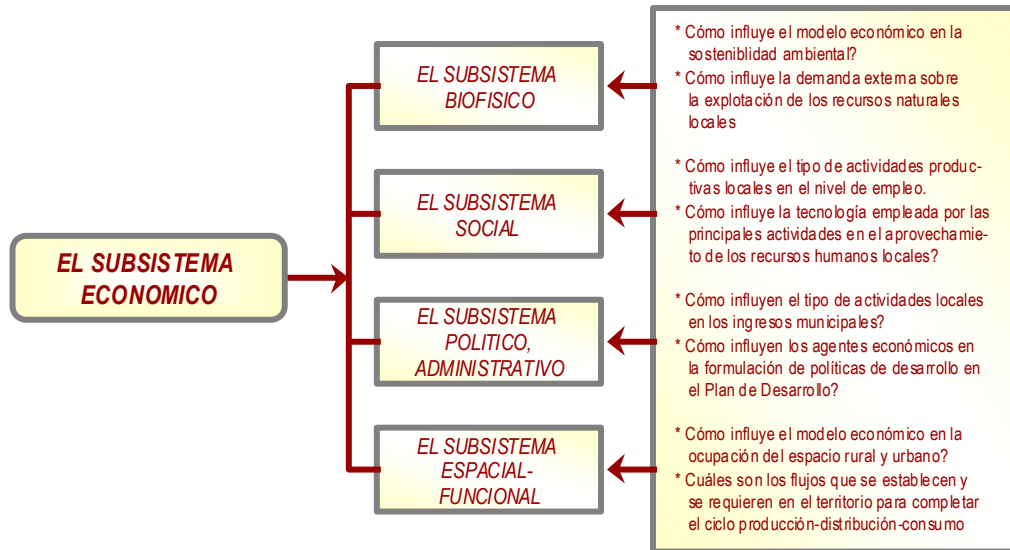 EL SUBSISTEMA
ECONOMICO
EL SUBSISTEMA
BIOFISICO
EL SUBSISTEMA
SOCIAL
EL SUBSISTEMA
POLITICO,
ADMINISTRATIVO
EL SUBSISTEMA
ESPACIAL-
FUNCIONAL
* Cómo influye el modelo económico en la
sosteniblidad ambiental?
* Cómo influye la demanda externa sobre
la explotación de los recursos naturales
locales
* Cómo influye el tipo de actividades produc-
tivas locales en el nivel de empleo.
* Cómo influye la tecnología empleada por las
principales actividades en el aprovechamie-
nto de los recursos humanos locales?
* Cómo influyen el tipo de actividades locales
en los ingresos municipales?
* Cómo influyen los agentes económicos en
la formulación de políticas de desarrollo en
el Plan de Desarrollo?
* Cómo influye el modelo económico en la
ocupación del espacio rural y urbano?
* Cuáles son los flujos que se establecen y
se requieren en el territorio para completar
el ciclo producción-distribución-consumo